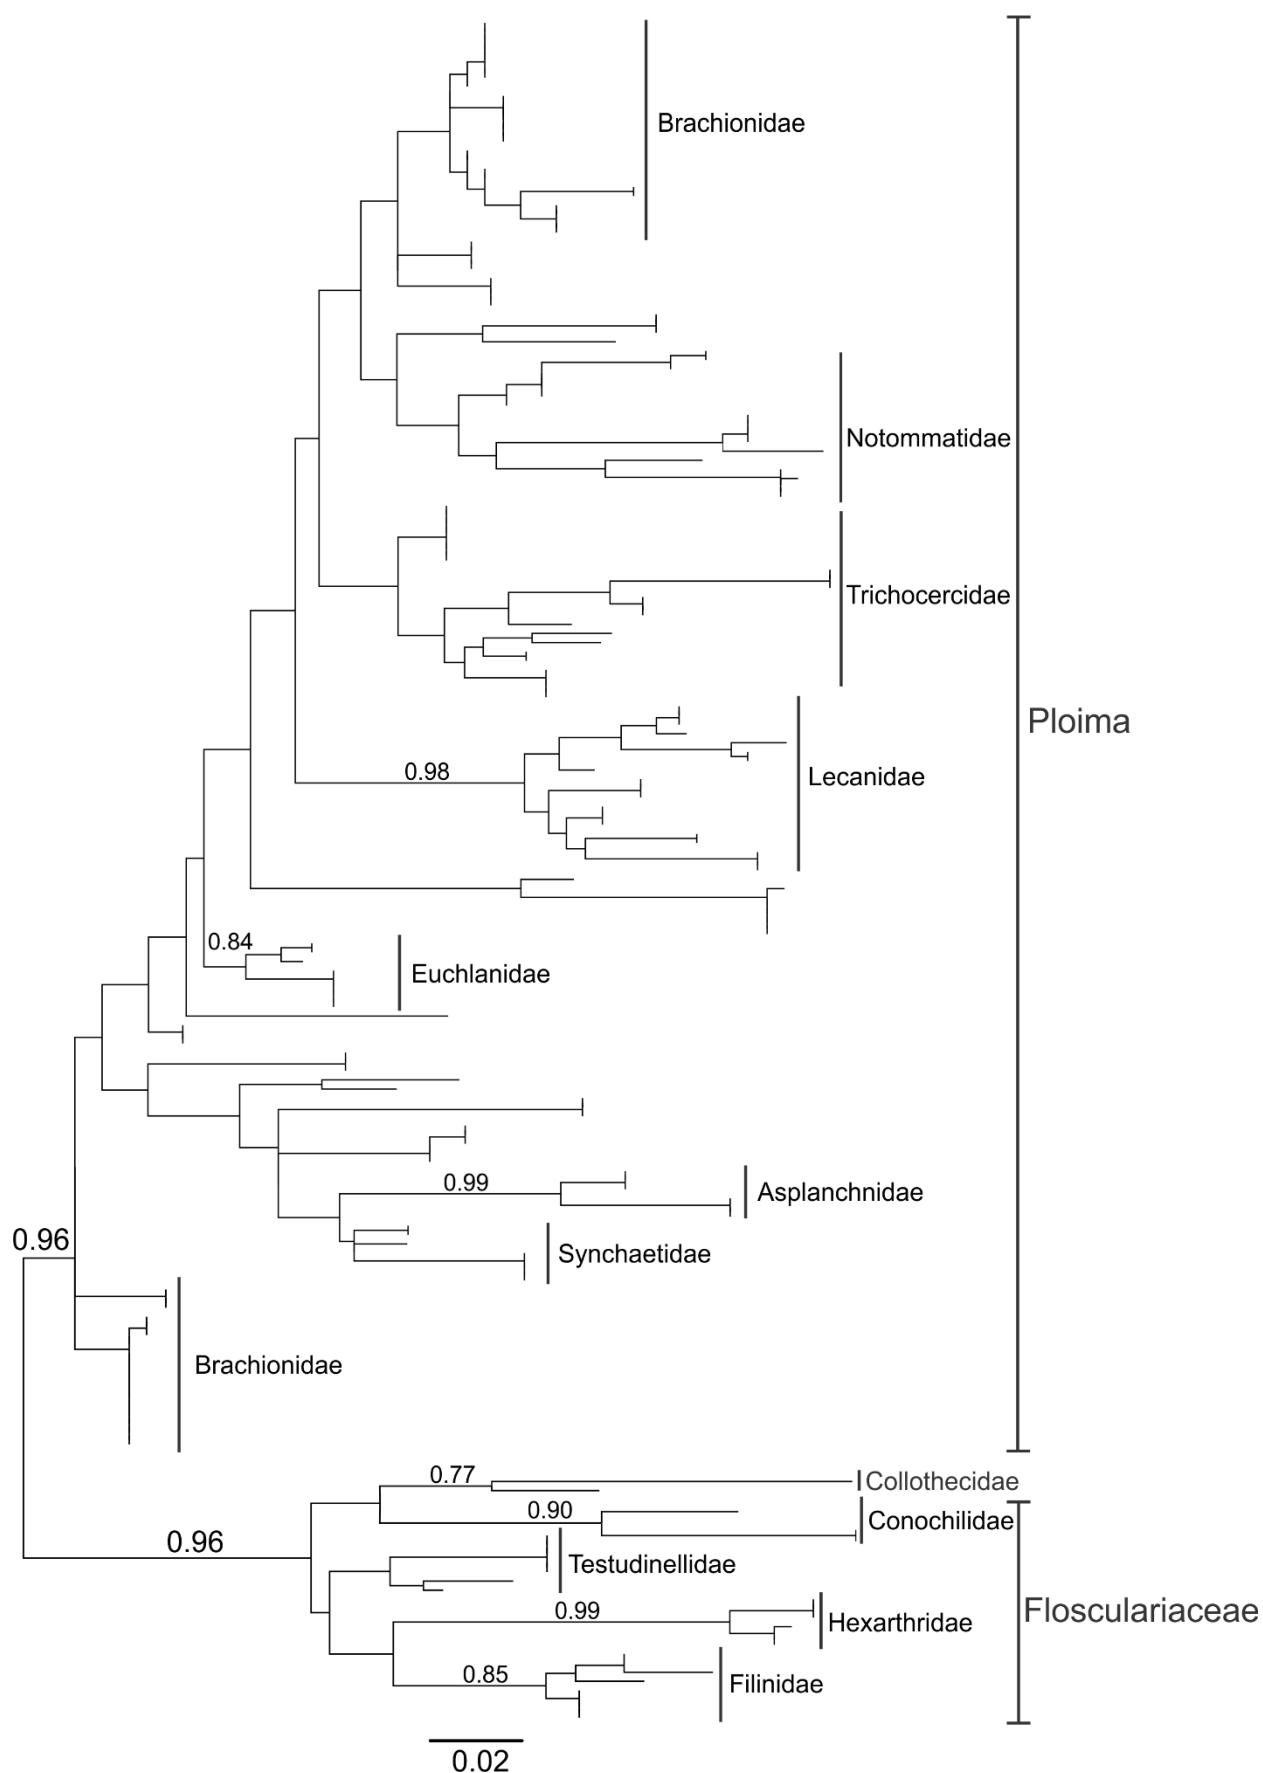 Brachionidae
Notommatidae
Trichocercidae
Ploima
0.98
Lecanidae
0.84
Euchlanidae
0.99
Asplanchnidae
0.96
Synchaetidae
Brachionidae
0.77
Collothecidae
0.90
Conochilidae
0.96
Testudinellidae
0.99
Flosculariaceae
Hexarthridae
0.85
Filinidae
0.02